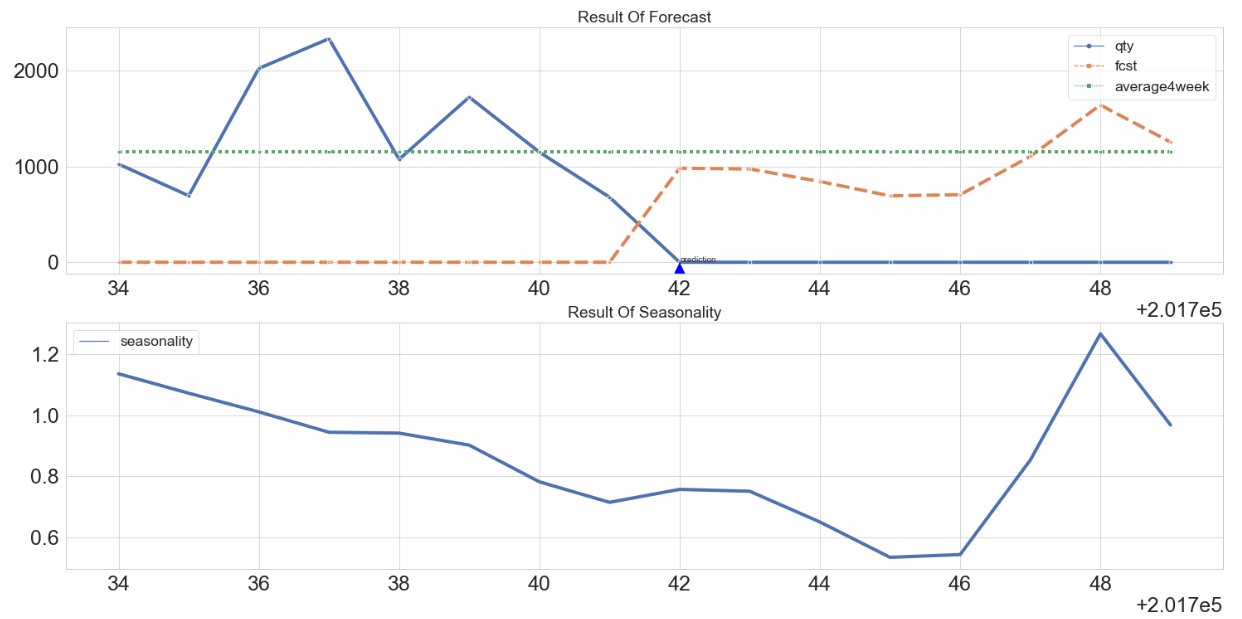 Result Of Forecast
qty
fcst
average4week
2000
1000
0
prediction
34 36 38 40 42 44 46 48
+2.017e5
Result Of Seasonality
seasonality
1.2
1.0
0.8
0.6
34 36 38 40 42 44 46 48
+2.017e5